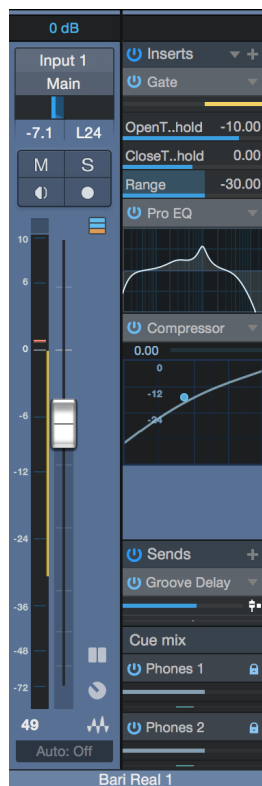 0 dB
Input 1
Main
-7.1 L24
M S
10
6
0
-6
-12
-24
-36
-48
-72
49
Auto: Off
Inserts
Gate
OpenT..hold -10.00
CloseT..hold 0.00
Range -30.00
Pro EQ
Compressor
0.00
0
-12
-24
Sends
Groove Delay
Cue mix
Phones 1
Phones 2
Bari Real 1